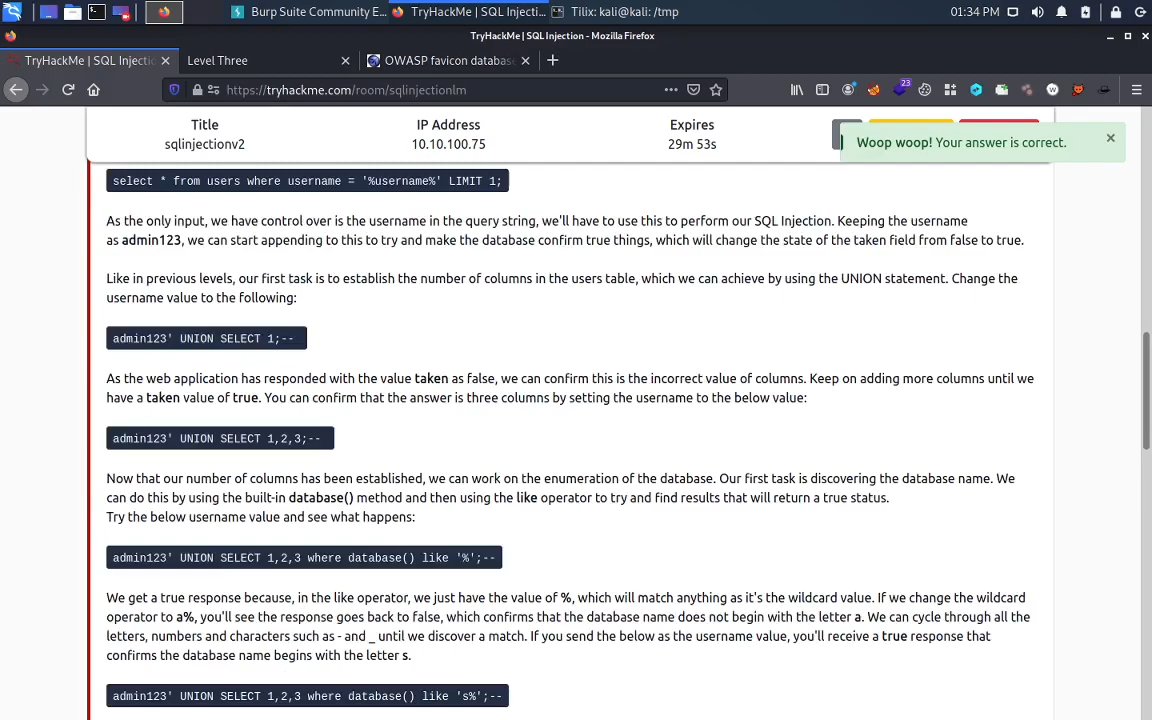 Burp Suite Community E...
TryHackMe | SQL Injecti...
Tilix: kali@kali: /tmp
01:34 PM
TryHackMe | SQL Injection - Mozilla Firefox
TryHackMe | SQL Injectio
Level Three
OWASP favicon database
https://tryhackme.com/room/sqlinjectionlm
23
Title
IP Address
Expires
sqlinjectionv2
10.10.100.75
29m 53s
Woop woop! Your answer is correct.
select * from users where username = '%username%' LIMIT 1;
As the only input, we have control over is the username in the query string, we'll have to use this to perform our SQL Injection. Keeping the username
as admin123, we can start appending to this to try and make the database confirm true things, which will change the state of the taken field from false to true.
Like in previous levels, our first task is to establish the number of columns in the users table, which we can achieve by using the UNION statement. Change the
username value to the following:
admin123' UNION SELECT 1;--
As the web application has responded with the value taken as false, we can confirm this is the incorrect value of columns. Keep on adding more columns until we
have a taken value of true. You can confirm that the answer is three columns by setting the username to the below value:
admin123' UNION SELECT 1,2,3;--
Now that our number of columns has been established, we can work on the enumeration of the database. Our first task is discovering the database name. We
can do this by using the built-in database() method and then using the like operator to try and find results that will return a true status.
Try the below username value and see what happens:
admin123' UNION SELECT 1,2,3 where database() like '%';--
We get a true response because, in the like operator, we just have the value of %, which will match anything as it's the wildcard value. If we change the wildcard
operator to a%, you'll see the response goes back to false, which confirms that the database name does not begin with the letter a. We can cycle through all the
letters, numbers and characters such as - and _ until we discover a match. If you send the below as the username value, you'll receive a true response that
confirms the database name begins with the letter s.
admin123' UNION SELECT 1,2,3 where database() like 's%';--